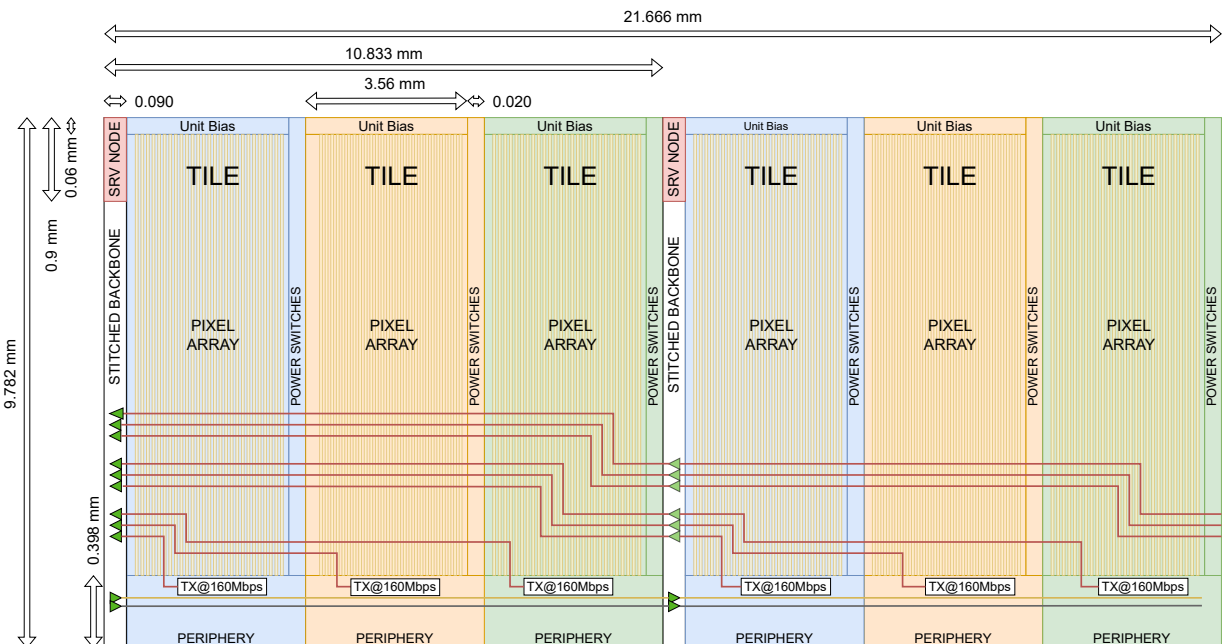 21.666 mm
10.833 mm
3.56 mm
0.090
0.020
0.06 mm
0.9 mm
9.782 mm
0.398 mm
SRV NODE
Unit Bias
Unit Bias
Unit Bias
SRV NODE
Unit Bias
Unit Bias
Unit Bias
TILE
TILE
TILE
TILE
TILE
TILE
STITCHED BACKBONE
PIXEL
ARRAY
POWER SWITCHES
PIXEL
ARRAY
POWER SWITCHES
PIXEL
ARRAY
POWER SWITCHES
STITCHED BACKBONE
PIXEL
ARRAY
POWER SWITCHES
PIXEL
ARRAY
POWER SWITCHES
PIXEL
ARRAY
POWER SWITCHES
TX@160Mbps
TX@160Mbps
TX@160Mbps
TX@160Mbps
TX@160Mbps
TX@160Mbps
PERIPHERY
PERIPHERY
PERIPHERY
PERIPHERY
PERIPHERY
PERIPHERY